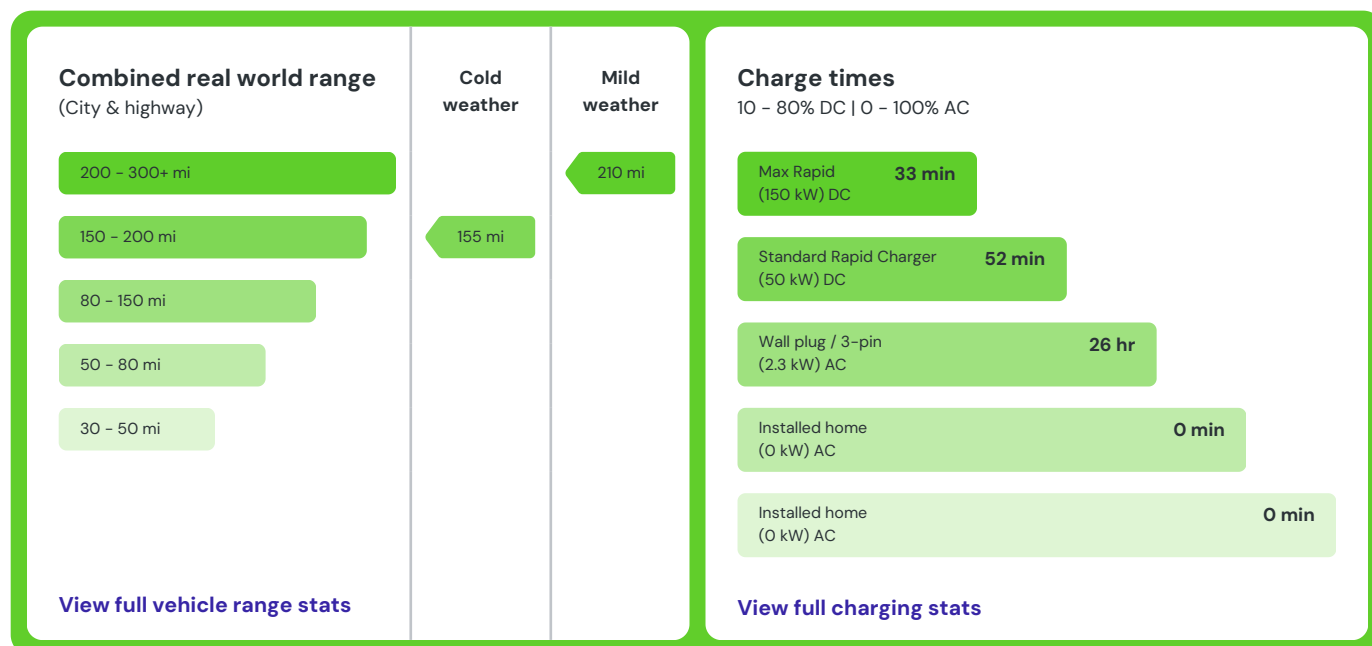 Combined real world range
(City & highway)
Cold
weather
Mild
weather
200 - 300+ mi
210 mi
150 - 200 mi
155 mi
80 - 150 mi
50 - 80 mi
30 - 50 mi
View full vehicle range stats
Charge times
10 - 80% DC | 0 - 100% AC
Max Rapid
(150 kW) DC
33 min
Standard Rapid Charger
(50 kW) DC
52 min
Wall plug / 3-pin
(2.3 kW) AC
26 hr
Installed home
(0 kW) AC
0 min
Installed home
(0 kW) AC
0 min
View full charging stats